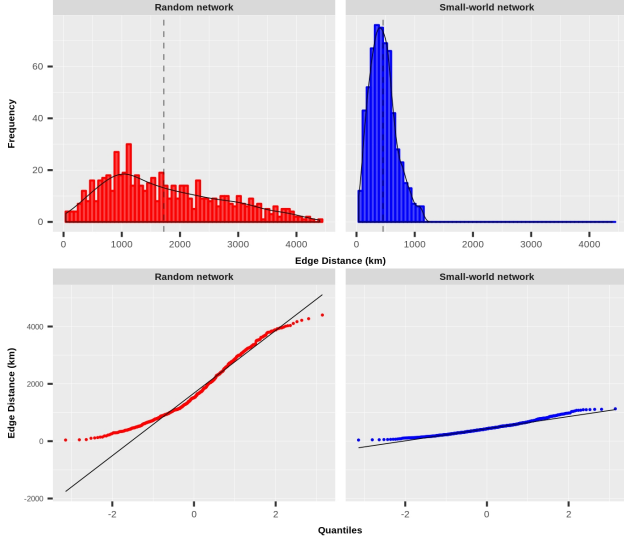 Random network
Small-world network
Frequency
60
40
20
0
0 1000 2000 3000 4000
0 1000 2000 3000 4000
Edge Distance (km)
Random network
Small-world network
Edge Distance (km)
4000
2000
0
-2000
-2 0 2
-2 0 2
Quantiles